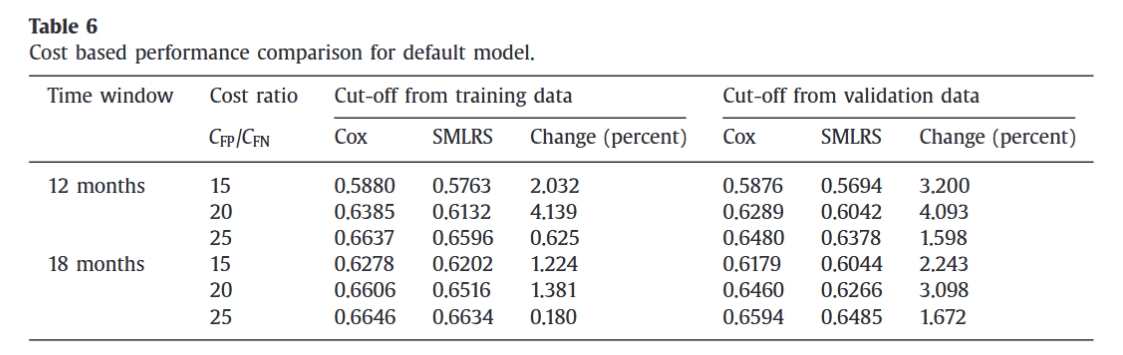 Table 6
Cost based performance comparison for default model.
Time window Cost ratio Cut-off from training data Cut-off from validation data
CFP/CFN Cox SMLRS Change (percent) Cox SMLRS Change (percent)
12 months 15 0.5880 0.5763 2.032 0.5876 0.5694 3.200
20 0.6385 0.6132 4.139 0.6289 0.6042 4.093
25 0.6637 0.6596 0.625 0.6480 0.6378 1.598
18 months 15 0.6278 0.6202 1.224 0.6179 0.6044 2.243
20 0.6606 0.6516 1.381 0.6460 0.6266 3.098
25 0.6646 0.6634 0.180 0.6594 0.6485 1.672